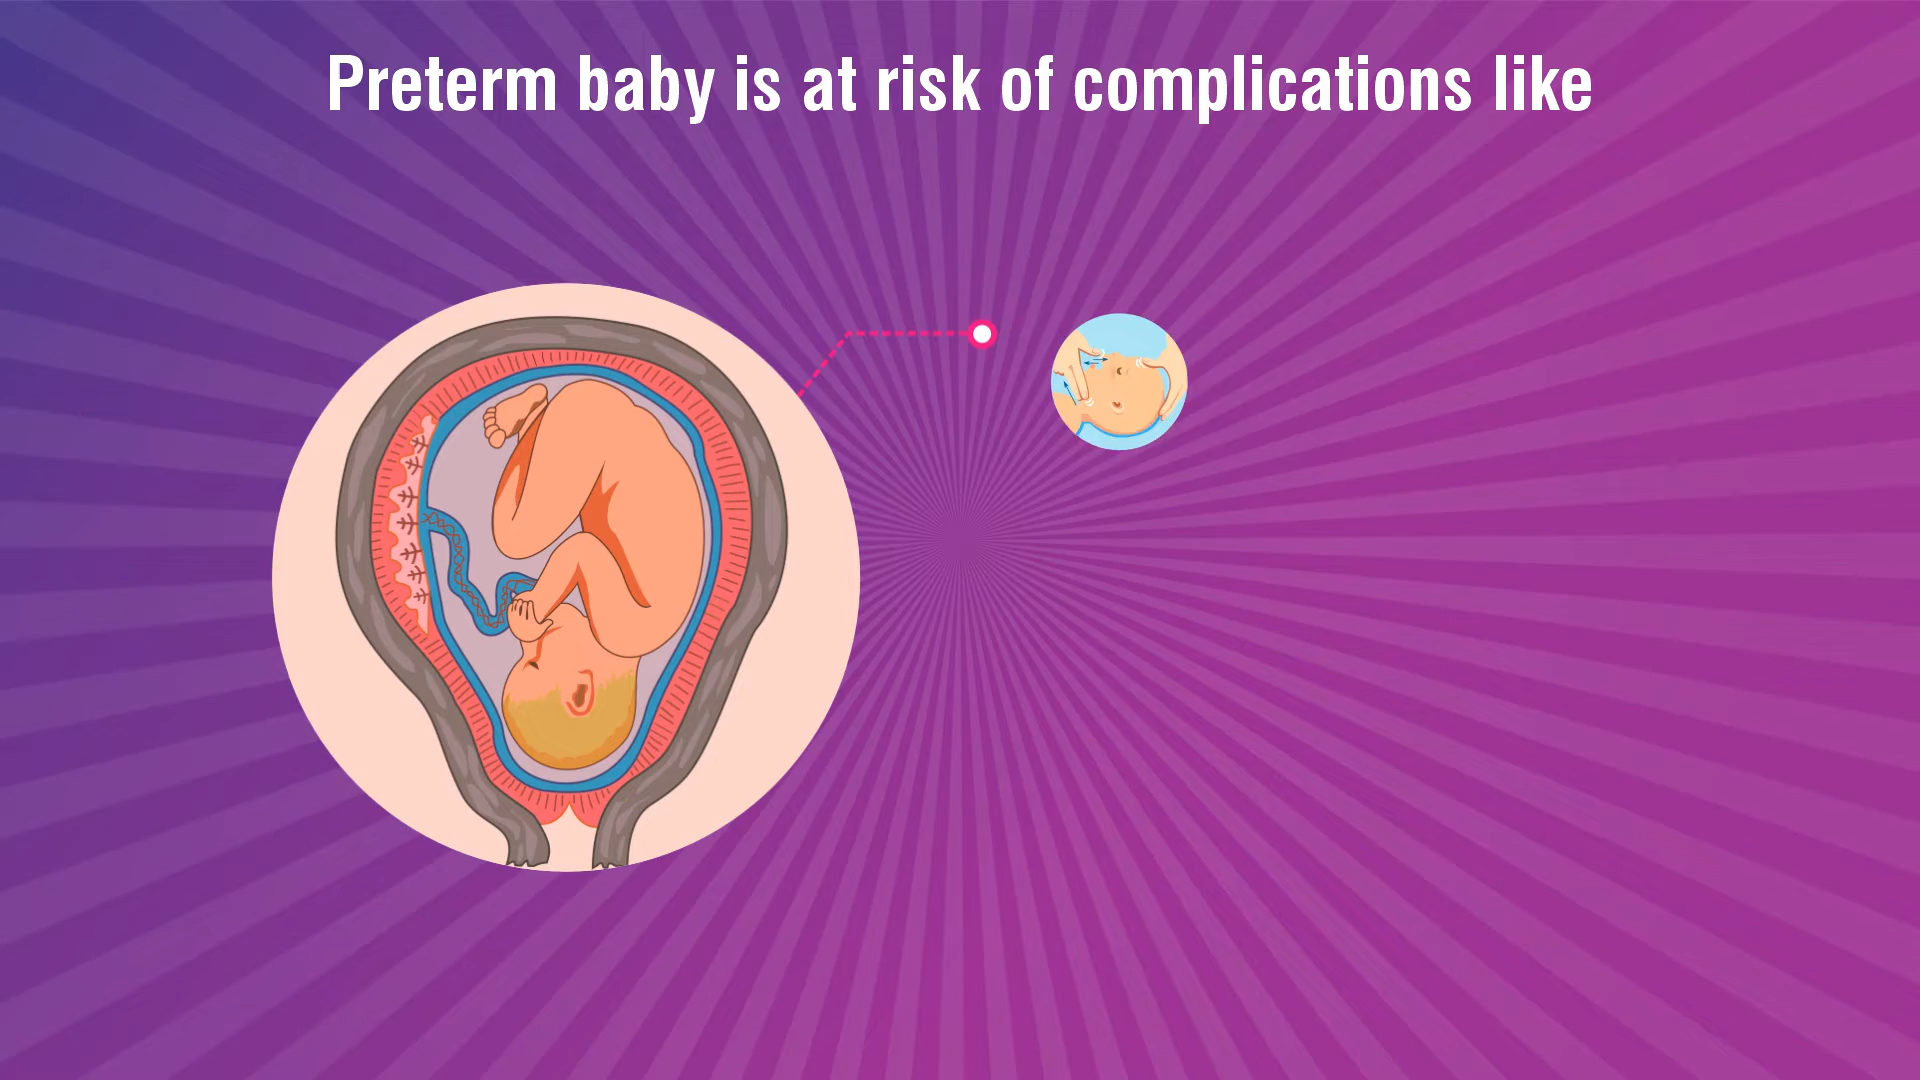 Preterm baby is at risk of complications like